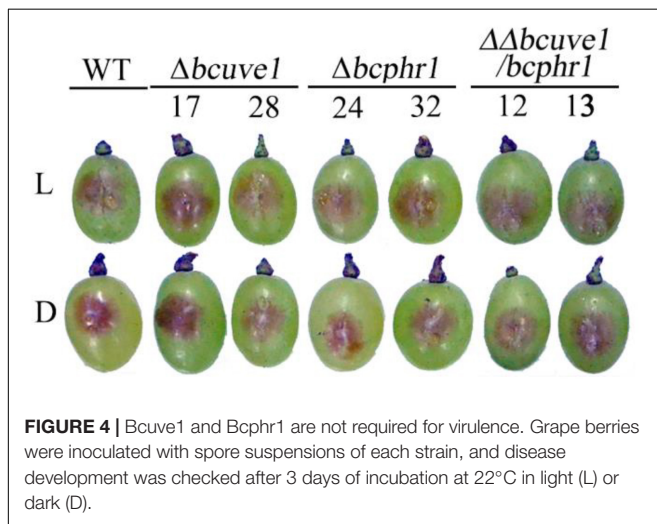 WT Δbcuve1 Δbcphr1 ΔΔbcuve1
/bcphr1
17 28 24 32 12 13
L
D
FIGURE 4 | Bcuve1 and Bcphr1 are not required for virulence. Grape berries
were inoculated with spore suspensions of each strain, and disease
development was checked after 3 days of incubation at 22°C in light (L) or
dark (D).